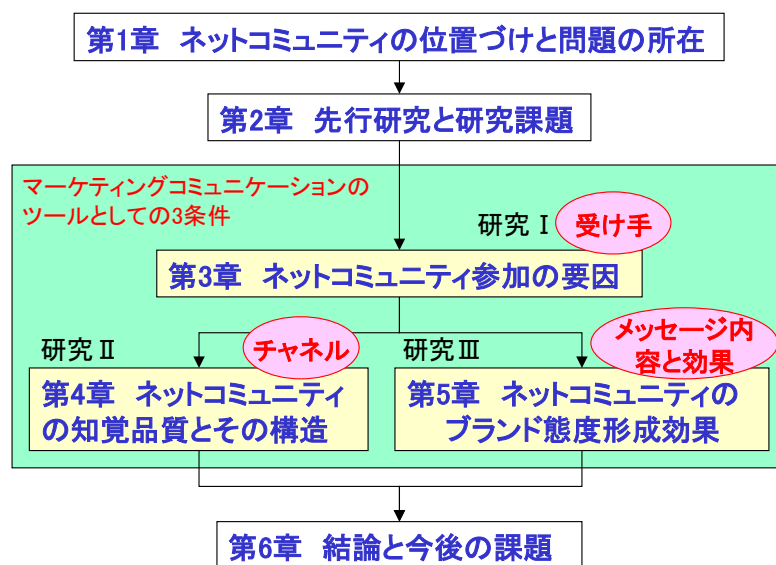 第1章 ネットコミュニティの位置づけと問題の所在
第2章 先行研究と研究課題
マーケティングコミュニケーションの
ツールとしての3条件
研究Ⅰ
受け手
第3章 ネットコミュニティ参加の要因
研究Ⅱ
チャネル
第4章 ネットコミュニティ
の知覚品質とその構造
研究Ⅲ
メッセージ内
容と効果
第5章 ネットコミュニティの
ブランド態度形成効果
第6章 結論と今後の課題